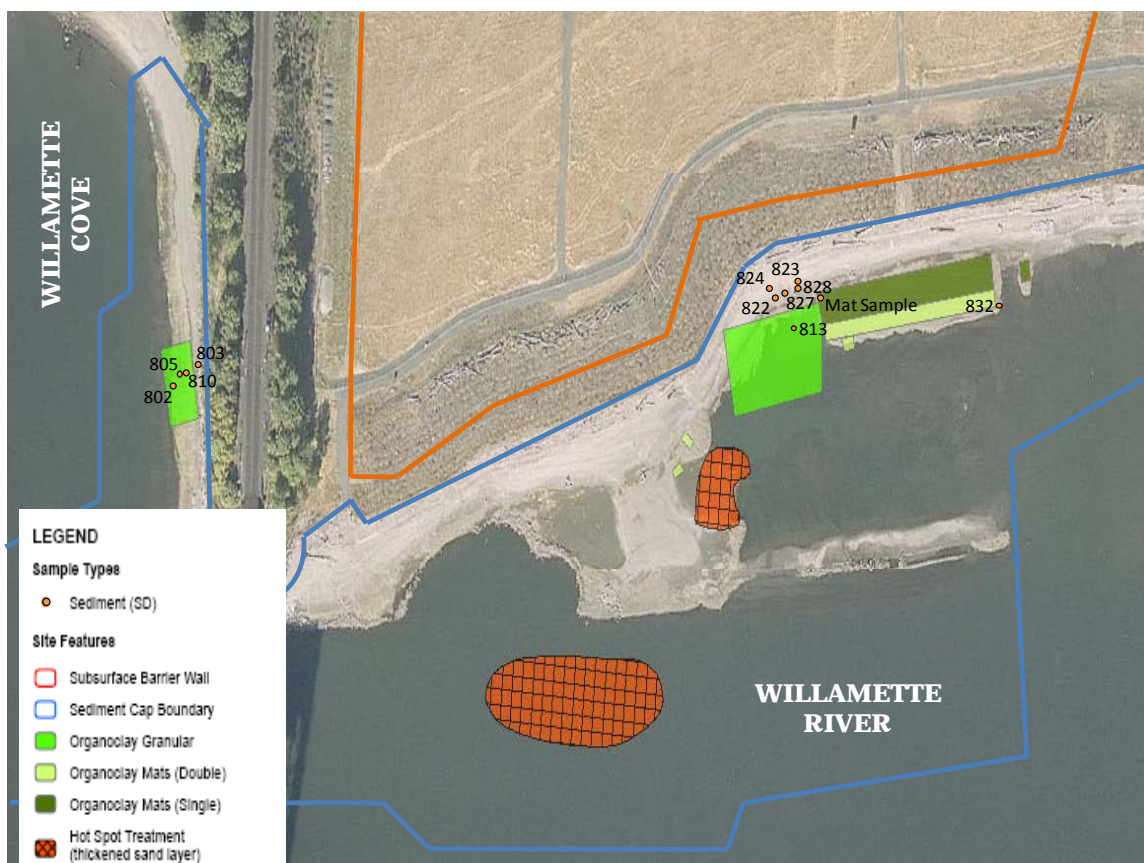 WILLAMETTE
COVE
823
824
828
827
822
Mat Sample
832
813
803
805
810
802
WILLAMETTE
RIVER
LEGEND
Sample Types
Sediment (SD)
Site Features
Subsurface Barrier Wall
Sediment Cap Boundary
Organoclay Granular
Organoclay Mats (Double)
Organoclay Mats (Single)
Hot Spot Treatment
(thickened sand layer)